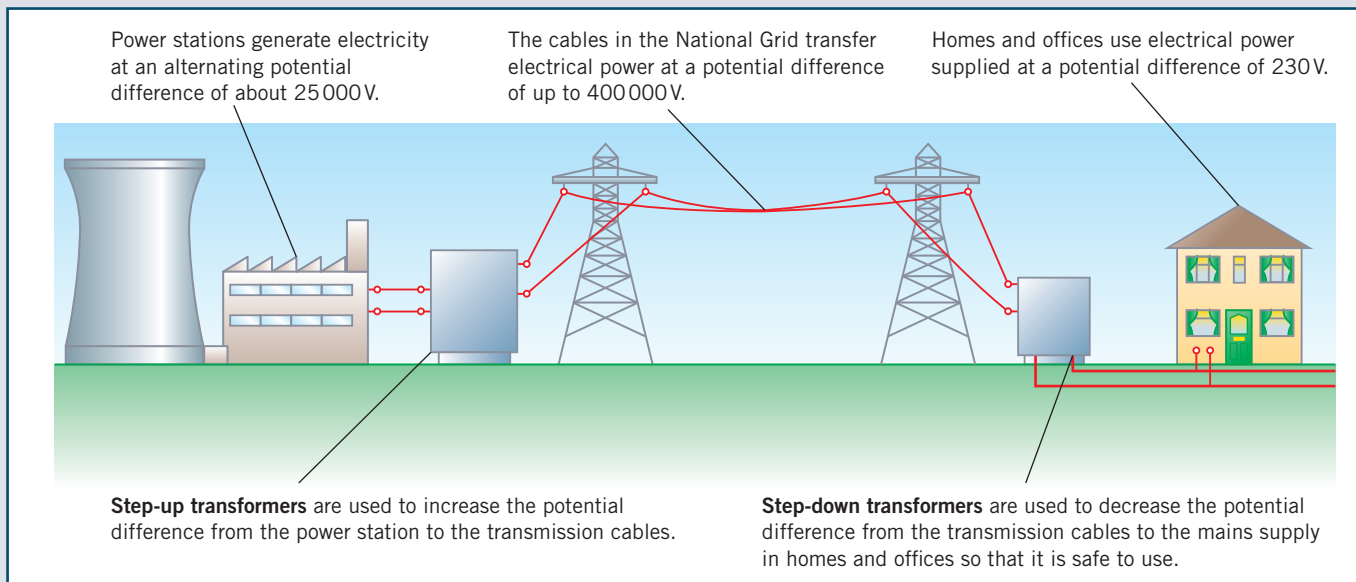 Power stations generate electricity
at an alternating potential
difference of about 25 000 V.
The cables in the National Grid transfer
electrical power at a potential difference
of up to 400 000 V.
Homes and offices use electrical power
supplied at a potential difference of 230 V.
Step-up transformers are used to increase the potential
difference from the power station to the transmission cables.
Step-down transformers are used to decrease the potential
difference from the transmission cables to the mains supply
in homes and offices so that it is safe to use.